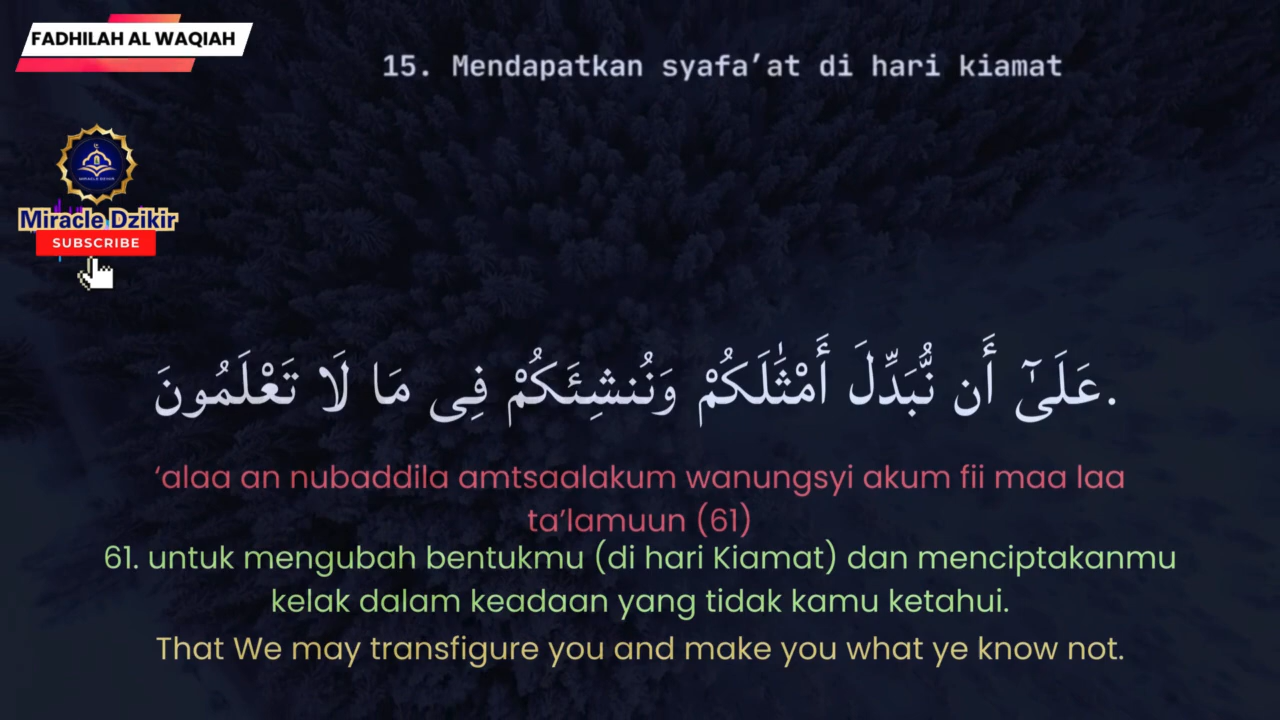 FADHILAH AL WAQIAH
15. Mendapatkan syafa’at di hari kiamat
Miracle Dzikir
SUBSCRIBE
عَلَىٰٓ أَن نُّبَدِّلَ أَمْثَٰلَكُمْ وَنُنشِئَكُمْ فِى مَا لَا تَعْلَمُونَ.
‘alaa an nubaddila amtsaalakum wanungsyi akum fii maa laa
ta’lamuun (61)
61. untuk mengubah bentukmu (di hari Kiamat) dan menciptakanmu
kelak dalam keadaan yang tidak kamu ketahui.
That We may transfigure you and make you what ye know not.